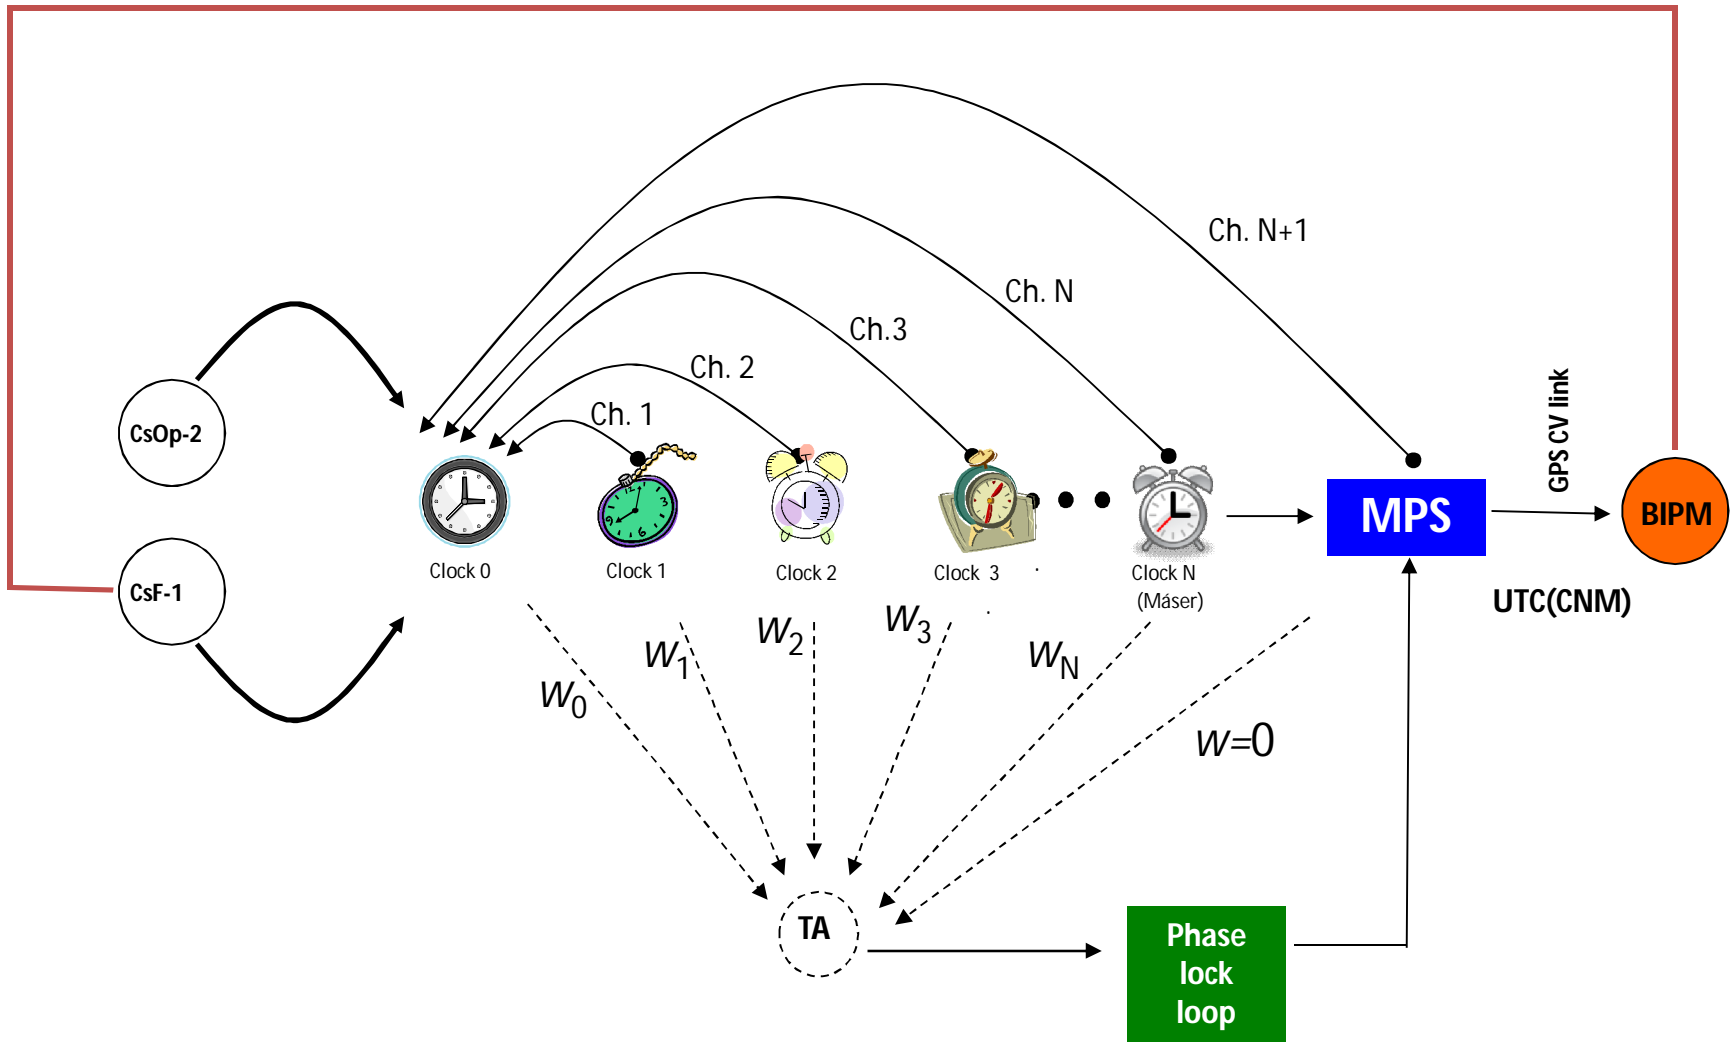 Ch. N+1
Ch. N
Ch.3
Ch. 2
Ch. 1
GPS CV link
CsOp-2
MPS
BIPM
CsF-1
Clock 0
Clock 1
Clock 2
Clock 3
Clock N
(Máser)
UTC(CNM)
W0
W1
W2
W3
WN
W=0
TA
Phase
lock
loop